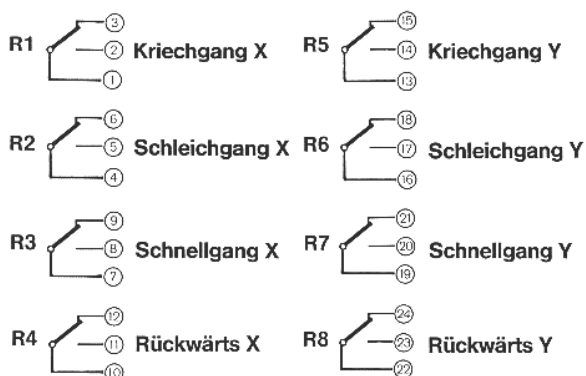 3
R1 2 Kriechgang X
1
6
R2 5 Schleichgang X
4
9
R3 8 Schnellgang X
7
12
R4 11 Rückwärts X
10
15
R5 14 Kriechgang Y
13
18
R6 17 Schleichgang Y
16
21
R7 20 Schnellgang Y
19
24
R8 23 Rückwärts Y
22